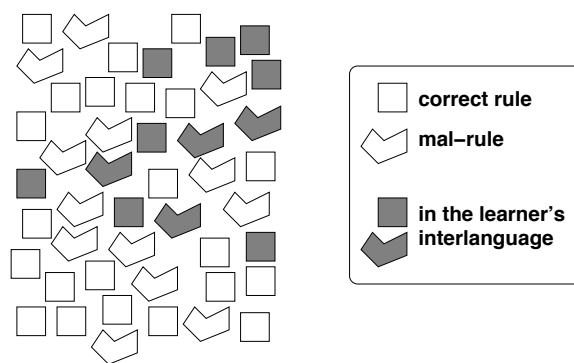 correct rule
mal−rule
in the learner's
interlanguage